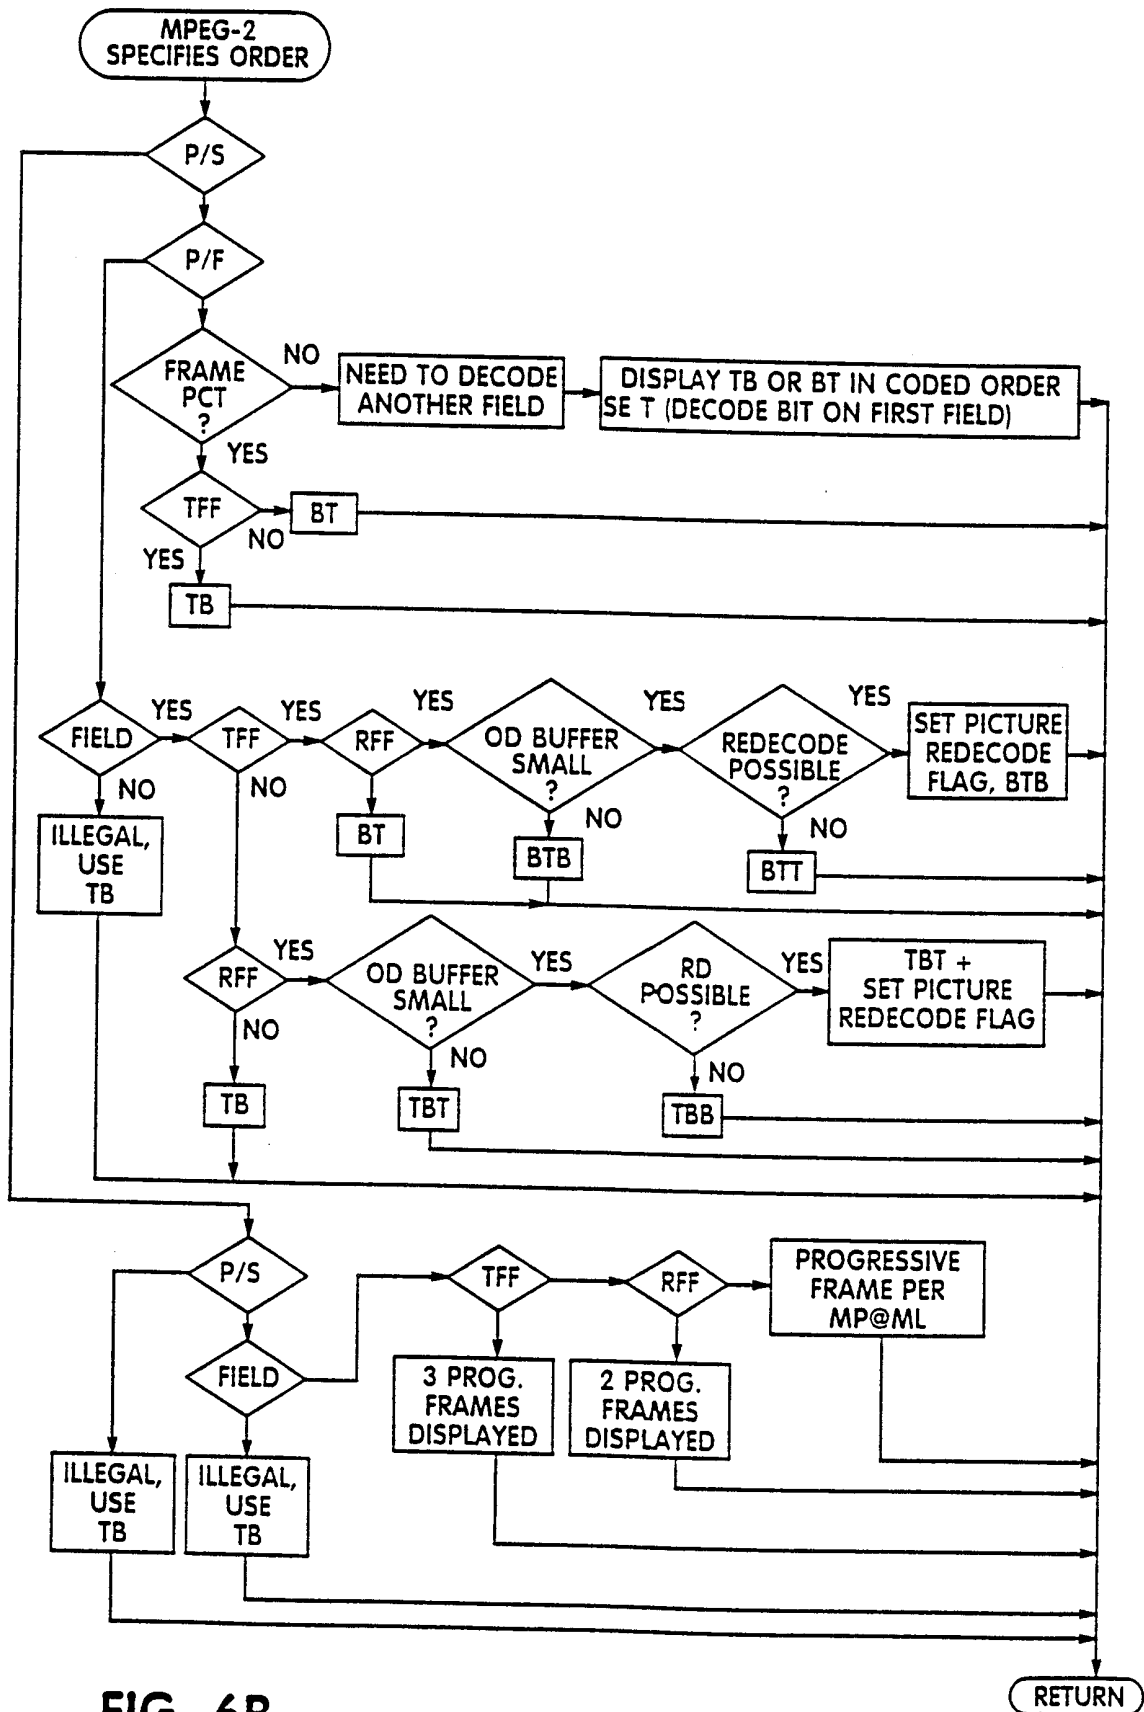 MPEG-2
SPECIFIES ORDER
P/S
P/F
FRAME
PCT
?
NO
NEED TO DECODE
ANOTHER FIELD
DISPLAY TB OR BT IN CODED ORDER
SE T (DECODE BIT ON FIRST FIELD)
YES
TFF
NO
BT
YES
TB
FIELD
YES
TFF
YES
RFF
YES
OD BUFFER
SMALL
?
YES
REDECODE
POSSIBLE
?
YES
SET PICTURE
REDECODE
FLAG, BTB
NO
ILLEGAL,
USE
TB
NO
BT
NO
BTB
NO
BTT
RFF
YES
OD BUFFER
SMALL
?
YES
RD
POSSIBLE
?
YES
TBT +
SET PICTURE
REDECODE FLAG
NO
TB
NO
TBT
NO
TBB
P/S
FIELD
TFF
RFF
PROGRESSIVE
FRAME PER
MP@ML
3 PROG.
FRAMES
DISPLAYED
2 PROG.
FRAMES
DISPLAYED
ILLEGAL,
USE
TB
ILLEGAL,
USE
TB
RETURN